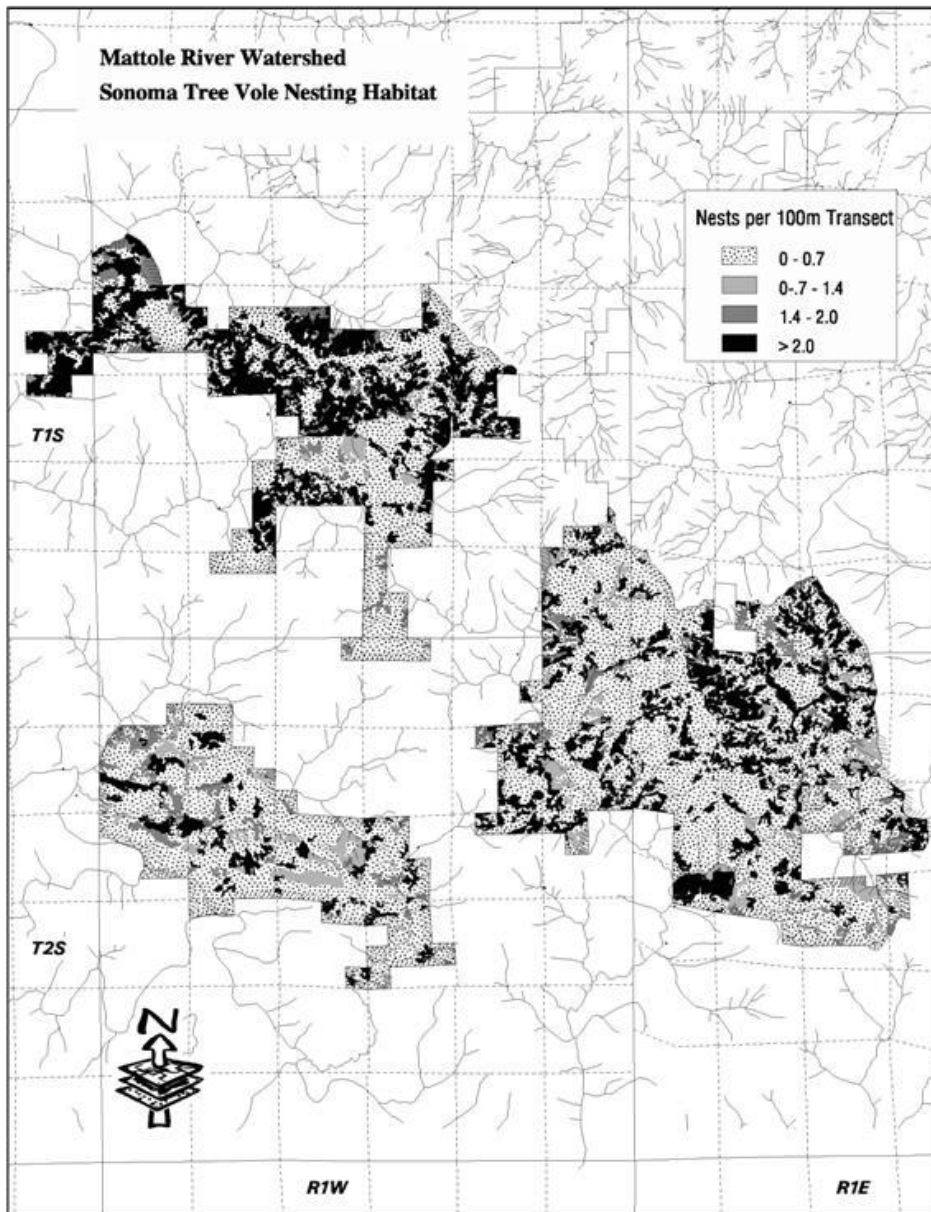 Mattole River Watershed
Sonoma Tree Vole Nesting Habitat
Nests per 100m Transect
0 - 0.7
0-.7 - 1.4
1.4 - 2.0
> 2.0
T1S
T2S
N
R1W
R1E